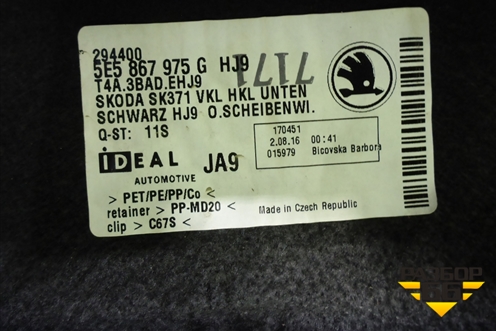 294400
5E5 867 975 G HJ9
T4A.3BAD.EHJ9
7171
SKODA SK371 VKL HKL UNTEN
SCHWARZ HJ9 O.SCHEIBENWI.
Q-ST: 11S
170451
2.08.16 00:41
015979 Bicovska Barbora
iDEAL
AUTOMOTIVE
JA9
> PET/PE/PP/Co <
retainer > PP-MD20 <
clip > C67S <
Made in Czech Republic
РАЗБОР